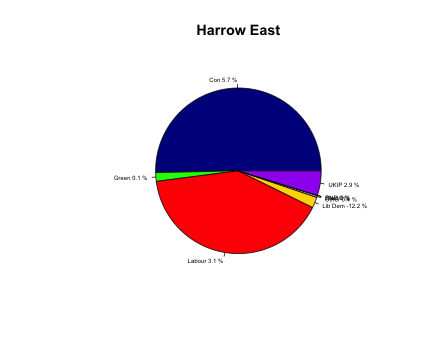 Harrow East
Con 5.7 %
Green 0.1 %
UKIP 2.9 %
Lib Dem -12.2 %
Labour 3.1 %